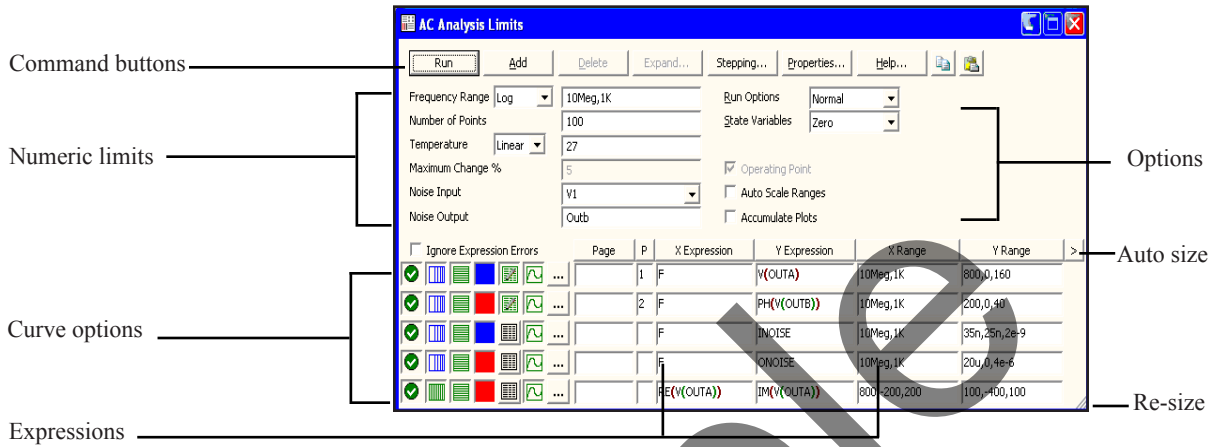 AC Analysis Limits
Command buttons
Run Add Delete Expand... Stepping... Properties... Help...
Frequency Range Log 10Meg,1K Run Options Normal
Number of Points 100 State Variables Zero
Temperature Linear 27
Numeric limits
Options
Maximum Change % 5 Operating Point
Noise Input V1 Auto Scale Ranges
Noise Output Outb Accumulate Plots
Ignore Expression Errors Page P X Expression Y Expression X Range Y Range >
Auto size
... 1 F V(OUTA) 10Meg,1K 800,0,160
... 2 F PH(V(OUTB)) 10Meg,1K 200,0,40
Curve options
... F INOISE 10Meg,1K 35n,25n,2e-9
... F ONOISE 10Meg,1K 20u,0,4e-6
... RE(V(OUTA)) IM(V(OUTA)) 800,-200,200 100,-400,100
Re-size
Expressions